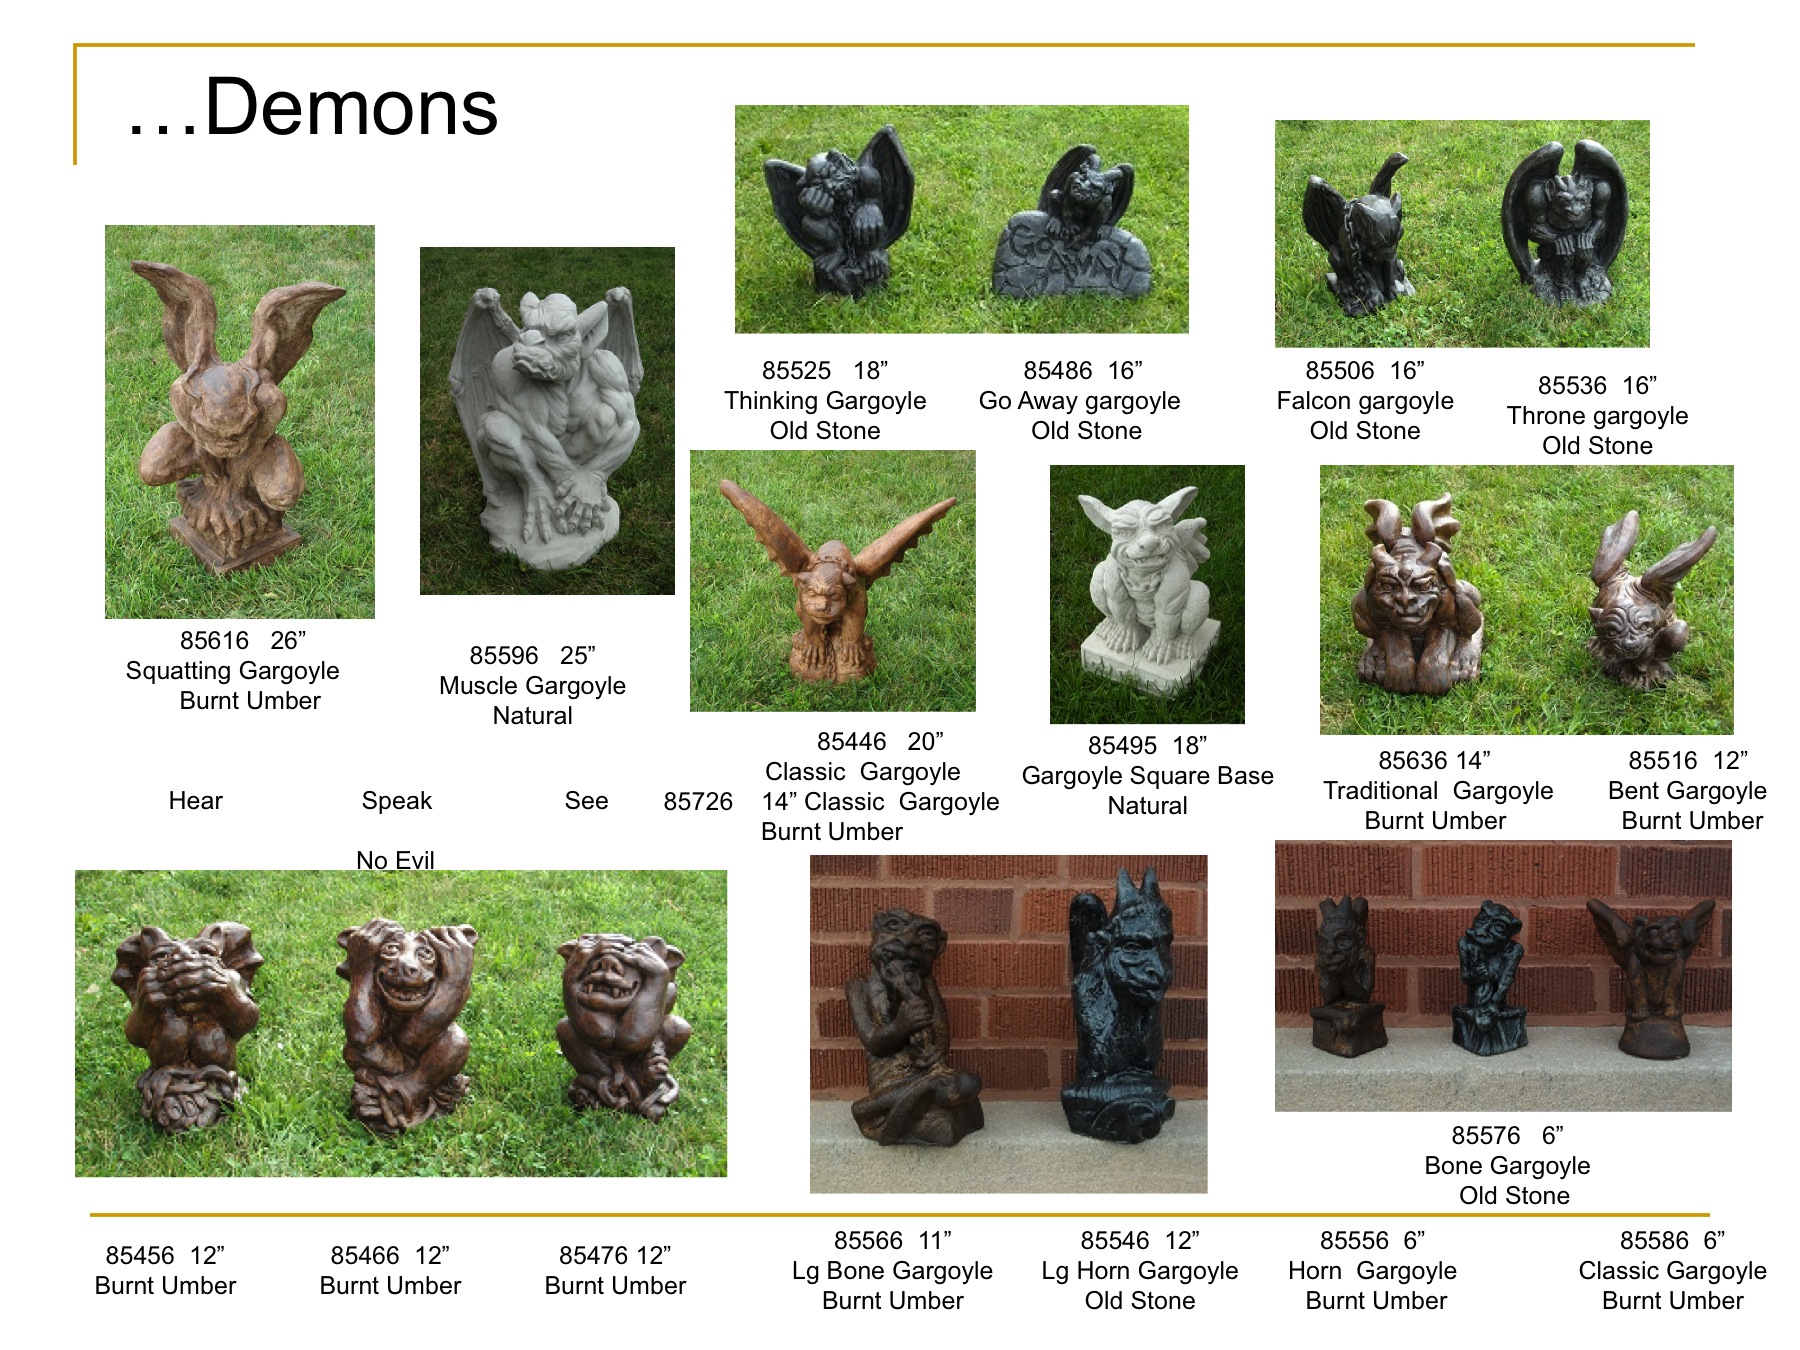 …Demons
85525 18”
Thinking Gargoyle
Old Stone
85486 16”
Go Away gargoyle
Old Stone
85506 16”
Falcon gargoyle
Old Stone
85536 16”
Throne gargoyle
Old Stone
Go
AWAY
85616 26”
Squatting Gargoyle
Burnt Umber
85596 25”
Muscle Gargoyle
Natural
85446 20”
Classic Gargoyle
85726 14” Classic Gargoyle
Burnt Umber
85495 18”
Gargoyle Square Base
Natural
85636 14”
Traditional Gargoyle
Burnt Umber
85516 12”
Bent Gargoyle
Burnt Umber
Hear Speak See
No Evil
85456 12”
Burnt Umber
85466 12”
Burnt Umber
85476 12”
Burnt Umber
85566 11”
Lg Bone Gargoyle
Burnt Umber
85546 12”
Lg Horn Gargoyle
Old Stone
85576 6”
Bone Gargoyle
Old Stone
85556 6”
Horn Gargoyle
Burnt Umber
85586 6”
Classic Gargoyle
Burnt Umber